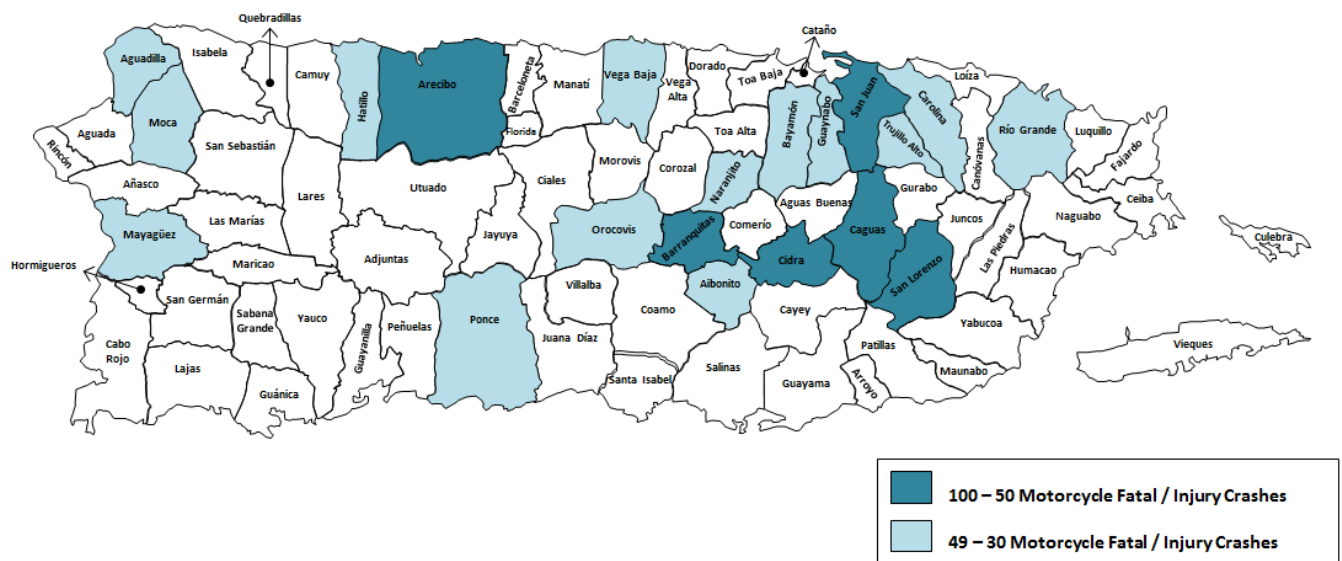 Quebradillas
Cataño
Isabela
Aguadilla
Camuy
Hatillo
Arecibo
Barceloneta
Manatí
Vega Baja
Vega
Alta
Dorado
Toa Baja
San Juan
Carolina
Loíza
Moca
Aguada
Rincón
San Sebastián
Florida
Morovis
Corozal
Toa Alta
Bayamón
Guaynabo
Trujillo Alto
Canóvanas
Río Grande
Luquillo
Fajardo
Añasco
Lares
Utuado
Ciales
Naranjito
Aguas Buenas
Gurabo
Juncos
Las Piedras
Naguabo
Ceiba
Culebra
Mayagüez
Las Marías
Maricao
Adjuntas
Jayuya
Orocovis
Barranquitas
Comerío
Cidra
Caguas
San Lorenzo
Humacao
Hormigueros
San Germán
Sabana
Grande
Yauco
Guayanilla
Peñuelas
Ponce
Villalba
Juana Díaz
Coamo
Aibonito
Cayey
Yabucoa
Patillas
Maunabo
Vieques
Cabo
Rojo
Lajas
Guánica
Santa Isabel
Salinas
Guayama
Arroyo
100 – 50 Motorcycle Fatal / Injury Crashes
49 – 30 Motorcycle Fatal / Injury Crashes